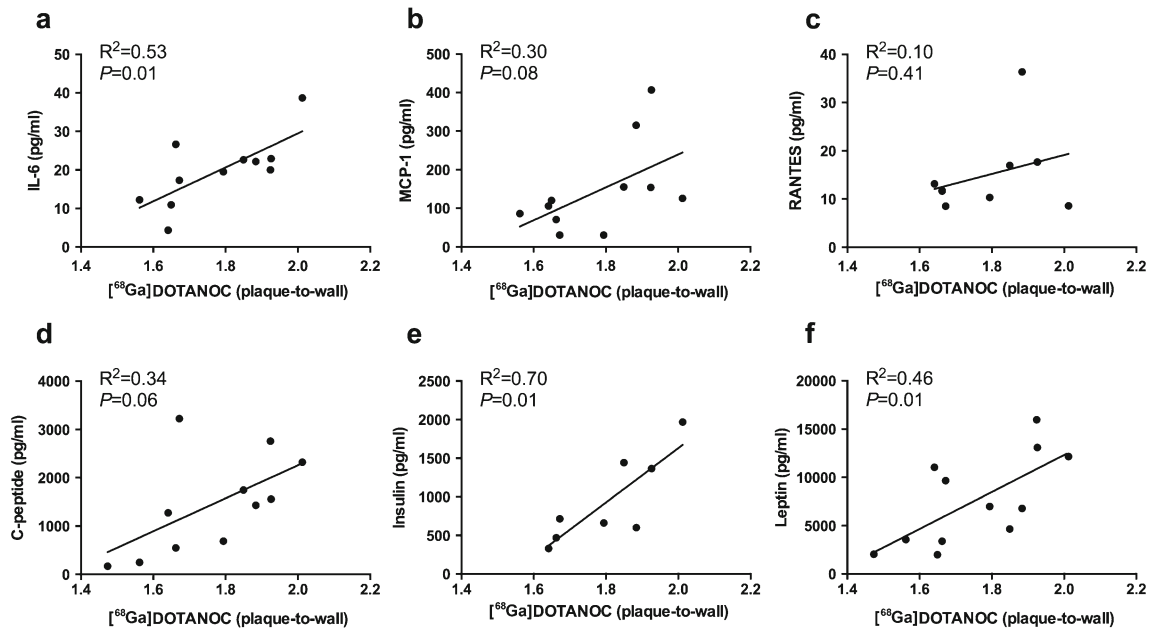 a
R²=0.53
P=0.01
IL-6 (pg/ml)
50
40
30
20
10
0
1.4 1.6 1.8 2.0 2.2
[⁶⁸Ga]DOTANOC (plaque-to-wall)
b
R²=0.30
P=0.08
MCP-1 (pg/ml)
500
400
300
200
100
0
1.4 1.6 1.8 2.0 2.2
[⁶⁸Ga]DOTANOC (plaque-to-wall)
c
R²=0.10
P=0.41
RANTES (pg/ml)
40
30
20
10
0
1.4 1.6 1.8 2.0 2.2
[⁶⁸Ga]DOTANOC (plaque-to-wall)
d
R²=0.34
P=0.06
C-peptide (pg/ml)
4000
3000
2000
1000
0
1.4 1.6 1.8 2.0 2.2
[⁶⁸Ga]DOTANOC (plaque-to-wall)
e
R²=0.70
P=0.01
Insulin (pg/ml)
2500
2000
1500
1000
500
0
1.4 1.6 1.8 2.0 2.2
[⁶⁸Ga]DOTANOC (plaque-to-wall)
f
R²=0.46
P=0.01
Leptin (pg/ml)
20000
15000
10000
5000
0
1.4 1.6 1.8 2.0 2.2
[⁶⁸Ga]DOTANOC (plaque-to-wall)